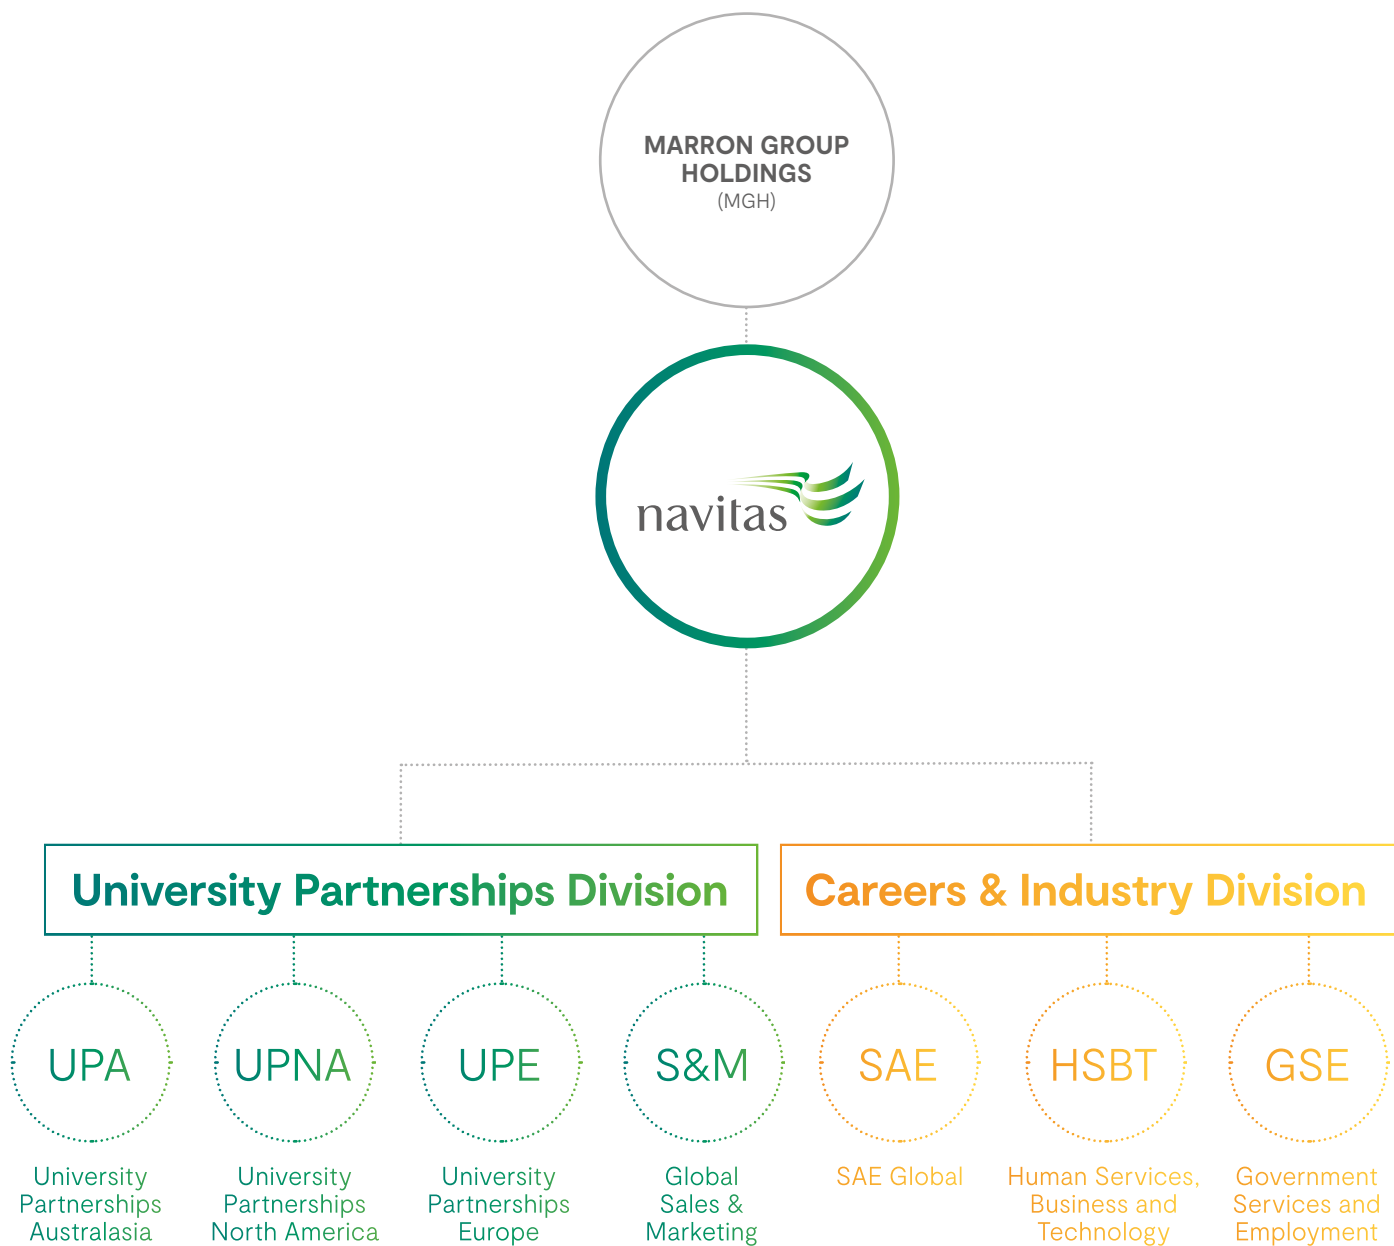 MARRON GROUP
HOLDINGS
(MGH)
navitas
University Partnerships Division
Careers & Industry Division
UPA
UPNA
UPE
S&M
SAE
HSBT
GSE
University
Partnerships
Australasia
University
Partnerships
North America
University
Partnerships
Europe
Global
Sales &
Marketing
SAE Global
Human Services,
Business and
Technology
Government
Services and
Employment